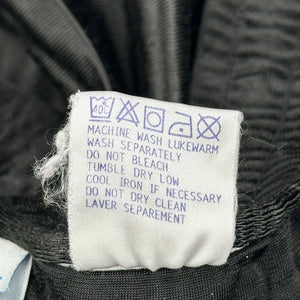 40C
MACHINE WASH LUKEWARM
WASH SEPARATELY
DO NOT BLEACH
TUMBLE DRY LOW
COOL IRON IF NECESSARY
DO NOT DRY CLEAN
LAVER SEPAREMENT